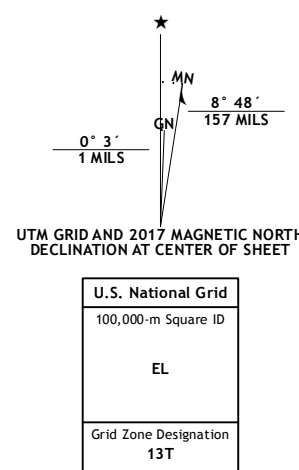 ★
MN
GN
8° 48´
157 MILS
0° 3´
1 MILS
UTM GRID AND 2017 MAGNETIC NORTH
DECLINATION AT CENTER OF SHEET
U.S. National Grid
100,000-m Square ID
EL
Grid Zone Designation
13T